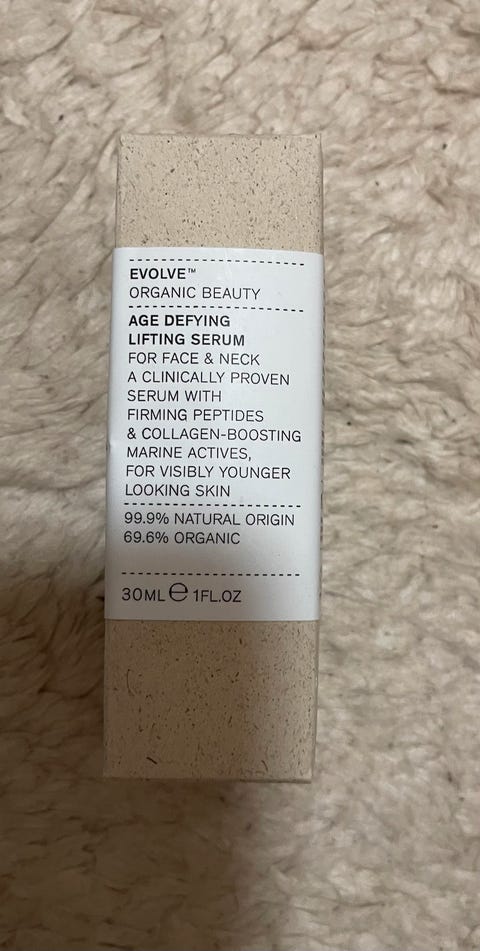 EVOLVE™
ORGANIC BEAUTY
AGE DEFYING
LIFTING SERUM
FOR FACE & NECK
A CLINICALLY PROVEN
SERUM WITH
FIRMING PEPTIDES
& COLLAGEN-BOOSTING
MARINE ACTIVES,
FOR VISIBLY YOUNGER
LOOKING SKIN
99.9% NATURAL ORIGIN
69.6% ORGANIC
30ML ℮ 1FL.OZ